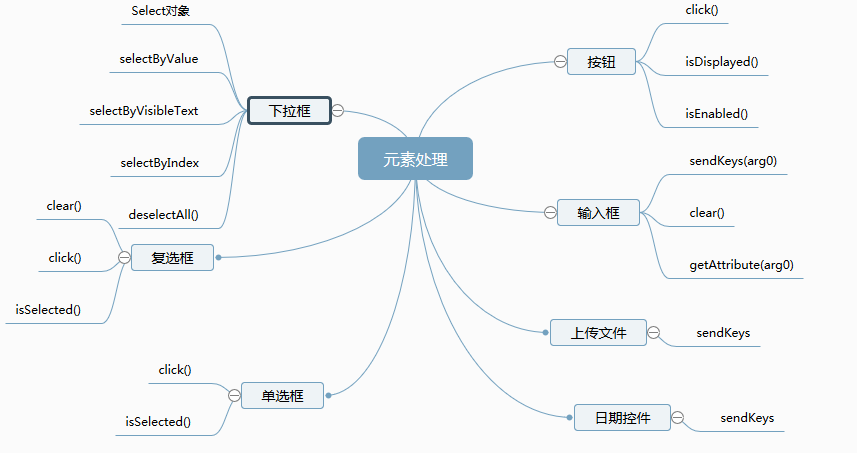 元素处理
按钮
click()
isDisplayed()
isEnabled()
输入框
sendKeys(arg0)
clear()
getAttribute(arg0)
上传文件
sendKeys
日期控件
sendKeys
下拉框
Select对象
selectByValue
selectByVisibleText
selectByIndex
deselectAll()
复选框
clear()
click()
isSelected()
单选框
click()
isSelected()